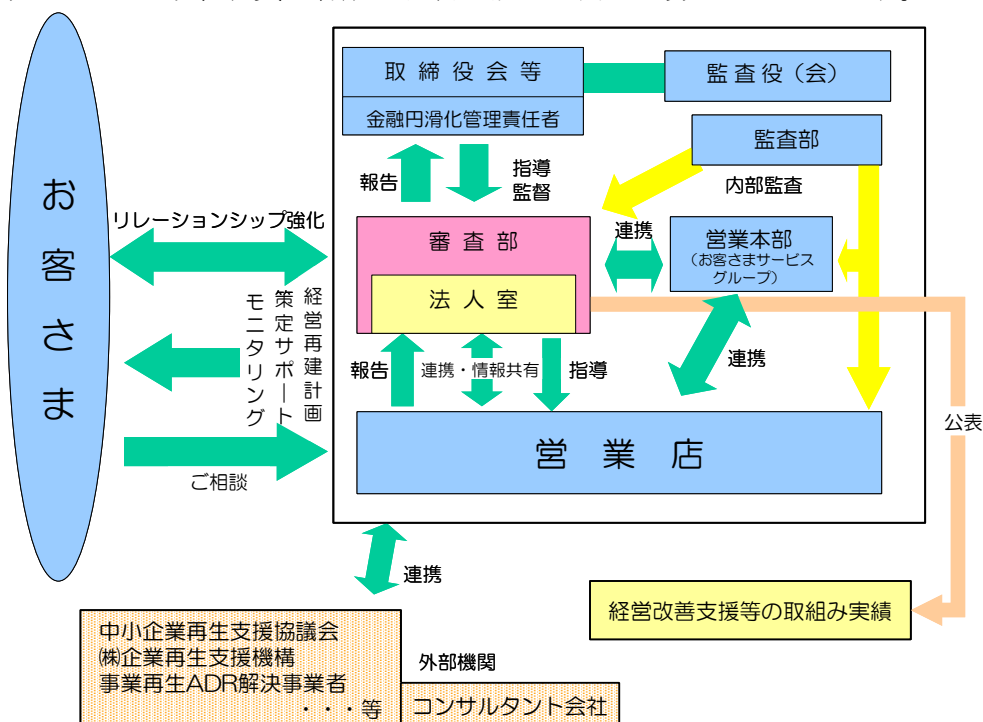 お客さま
取締役会等
金融円滑化管理責任者
監査役（会）
監査部
報告
指導
監督
内部監査
リレーションシップ強化
審査部
法人室
連携
営業本部
（お客さまサービス
グループ）
経営再建計画
策定サポート
モニタリング
報告
連携・情報共有
指導
連携
営業店
公表
ご相談
連携
経営改善支援等の取組み実績
中小企業再生支援協議会
㈱企業再生支援機構
事業再生ADR解決事業者
・・・等
外部機関
コンサルタント会社